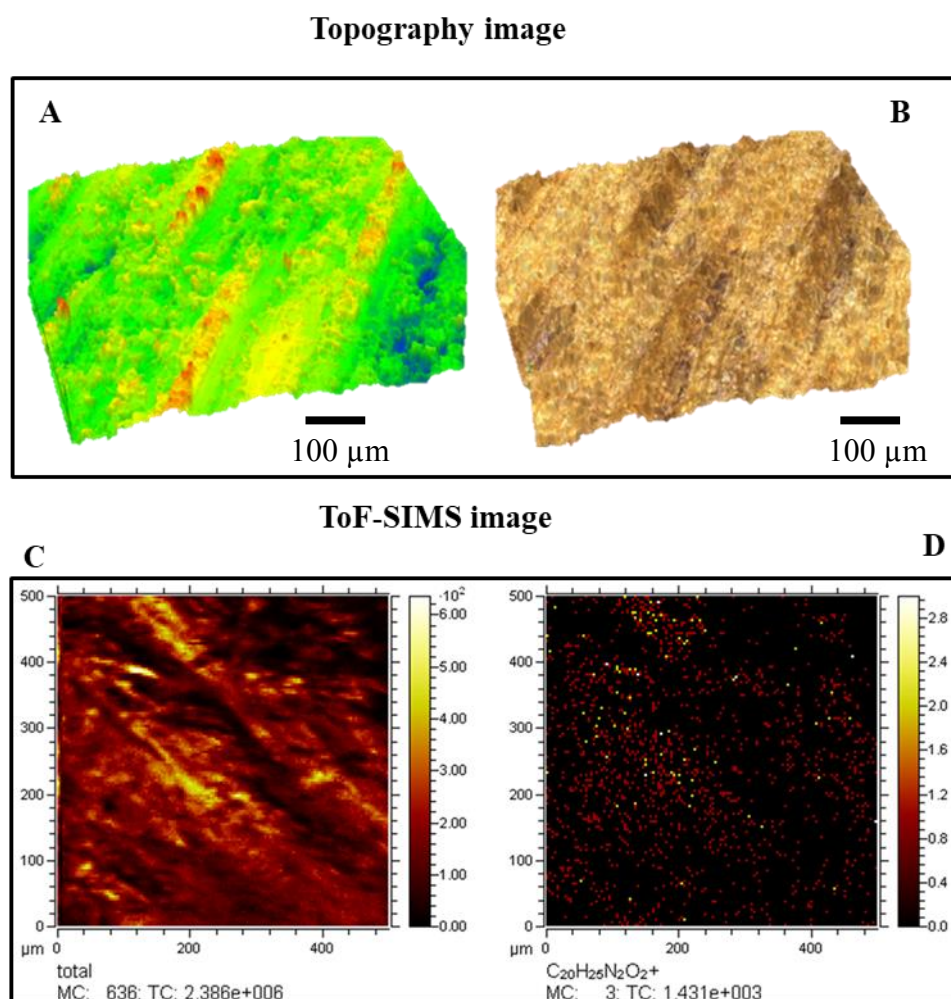 Topography image
A B
100 µm 100 µm
ToF-SIMS image
C D
500 ·10² 500
6.00 2.8
400 5.00 400 2.4
4.00 2.0
300 300 1.6
3.00
200 200 1.2
2.00
100 100 0.8
1.00 0.4
0 0.00 0 0.0
µm 0 200 400 µm 0 200 400
total C₂₀H₂₅N₂O₂+
MC: 636; TC: 2.386e+006 MC: 3; TC: 1.431e+003